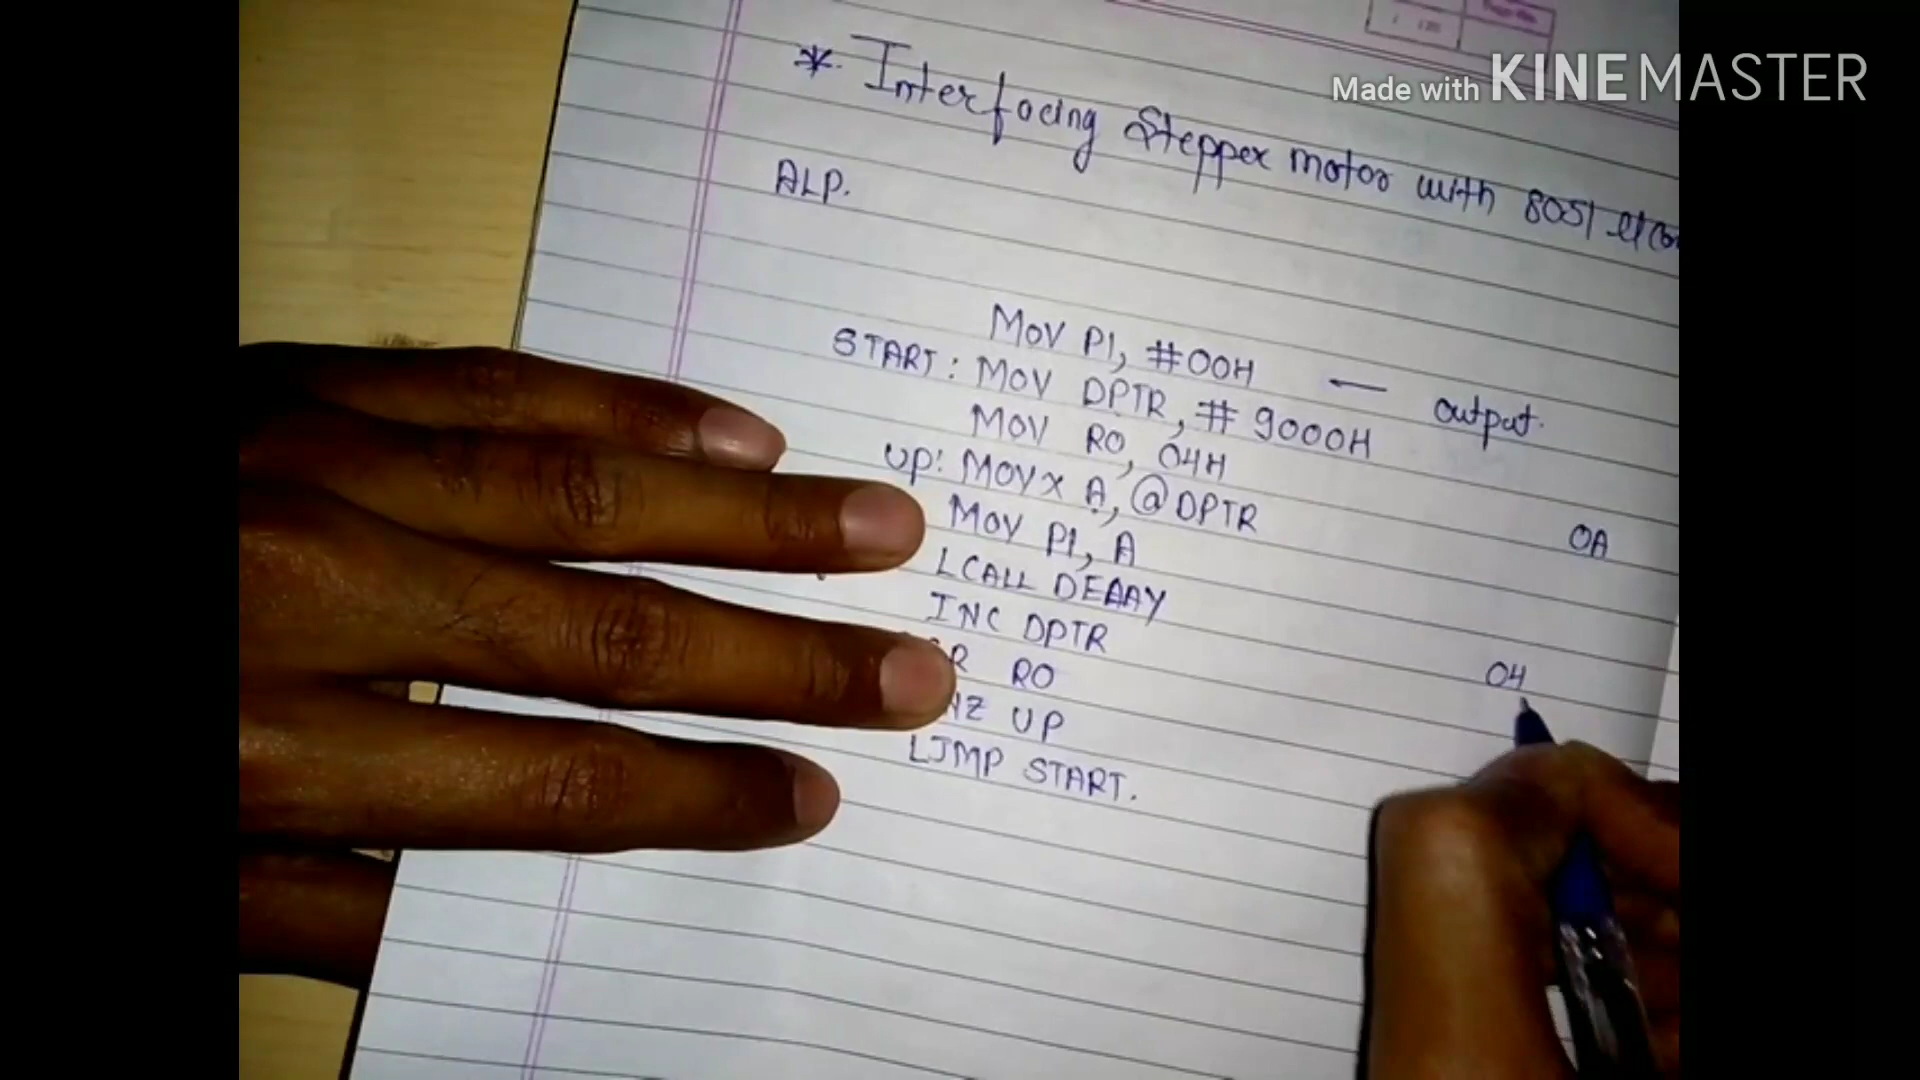 Made with KINEMASTER
* Interfacing Stepper motor with 8051
ALP.
MOV P1, #00H ← output.
START: MOV DPTR, # 9000H
MOV R0, 04H
UP: MOVX A, @DPTR
0A
MOV P1, A
LCALL DEAAY
INC DPTR
R R0
04
NZ UP
LJMP START.